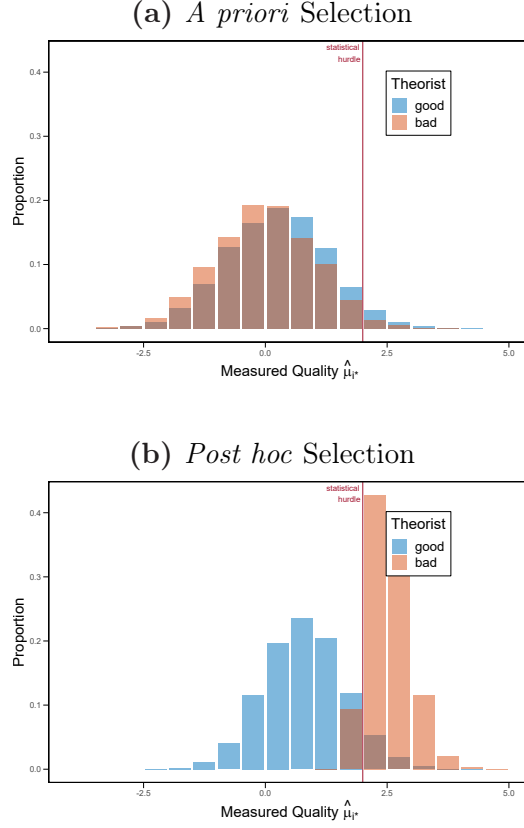 (a) A priori Selection
statistical
hurdle
0.4
0.3
0.2
0.1
0.0
Proportion
Theorist
good
bad
-2.5 0.0 2.5 5.0
Measured Quality μ̂i*
(b) Post hoc Selection
statistical
hurdle
0.4
0.3
0.2
0.1
0.0
Proportion
Theorist
good
bad
-2.5 0.0 2.5 5.0
Measured Quality μ̂i*